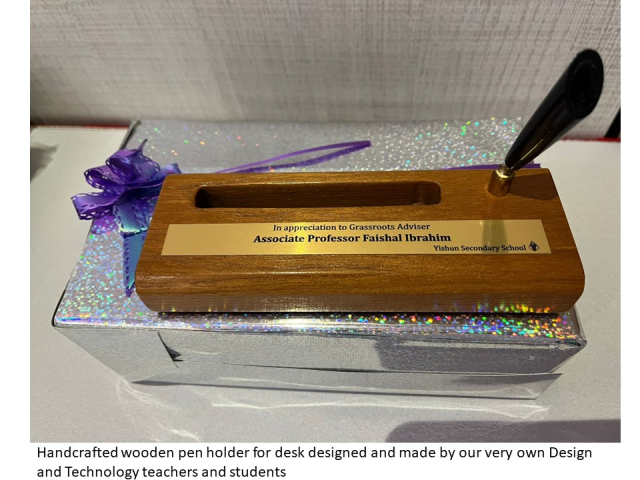 In appreciation to Grassroots Adviser
Associate Professor Faishal Ibrahim
Yishun Secondary School
Handcrafted wooden pen holder for desk designed and made by our very own Design
and Technology teachers and students